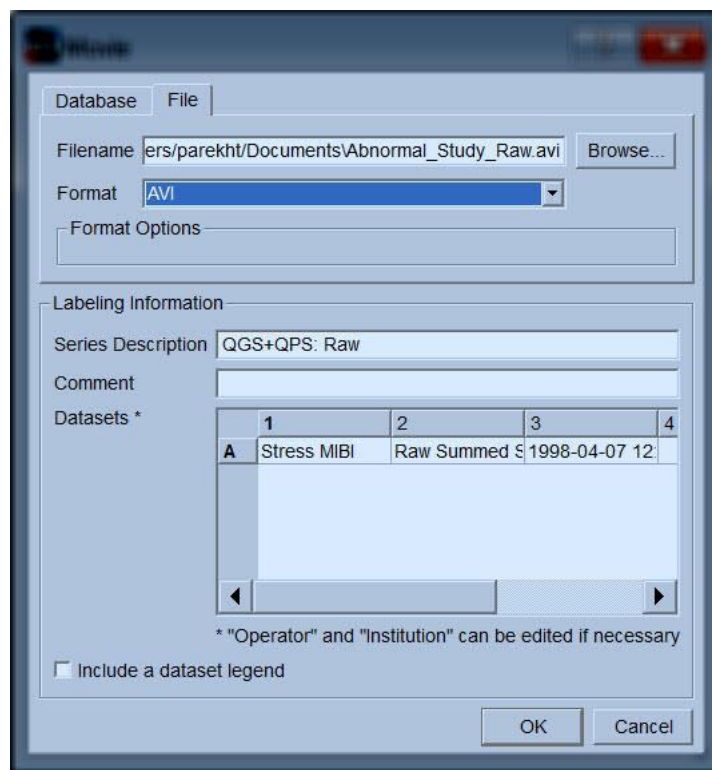 Movie
Database File
Filename ers/parekht/Documents\Abnormal_Study_Raw.avi Browse...
Format AVI
Format Options
Labeling Information
Series Description QGS+QPS: Raw
Comment
Datasets *
1 2 3 4
A Stress MIBI Raw Summed S 1998-04-07 12:
* "Operator" and "Institution" can be edited if necessary
Include a dataset legend
OK Cancel